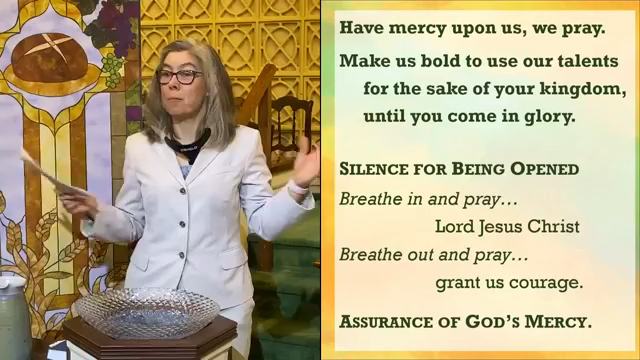 Have mercy upon us, we pray.
Make us bold to use our talents
for the sake of your kingdom,
until you come in glory.
SILENCE FOR BEING OPENED
Breathe in and pray…
Lord Jesus Christ
Breathe out and pray…
grant us courage.
ASSURANCE OF GOD'S MERCY.